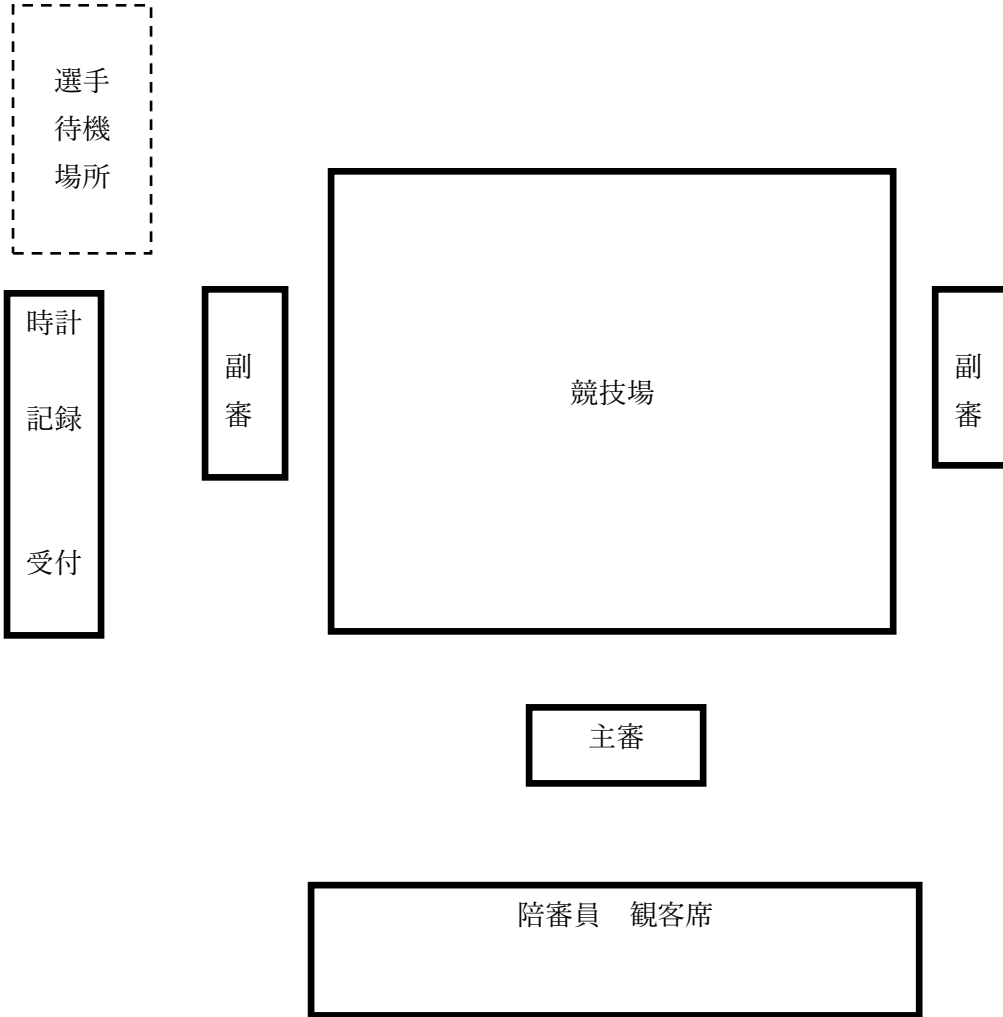 選手
待機
場所
時計
記録
受付
副
審
競技場
副
審
主審
陪審員　観客席